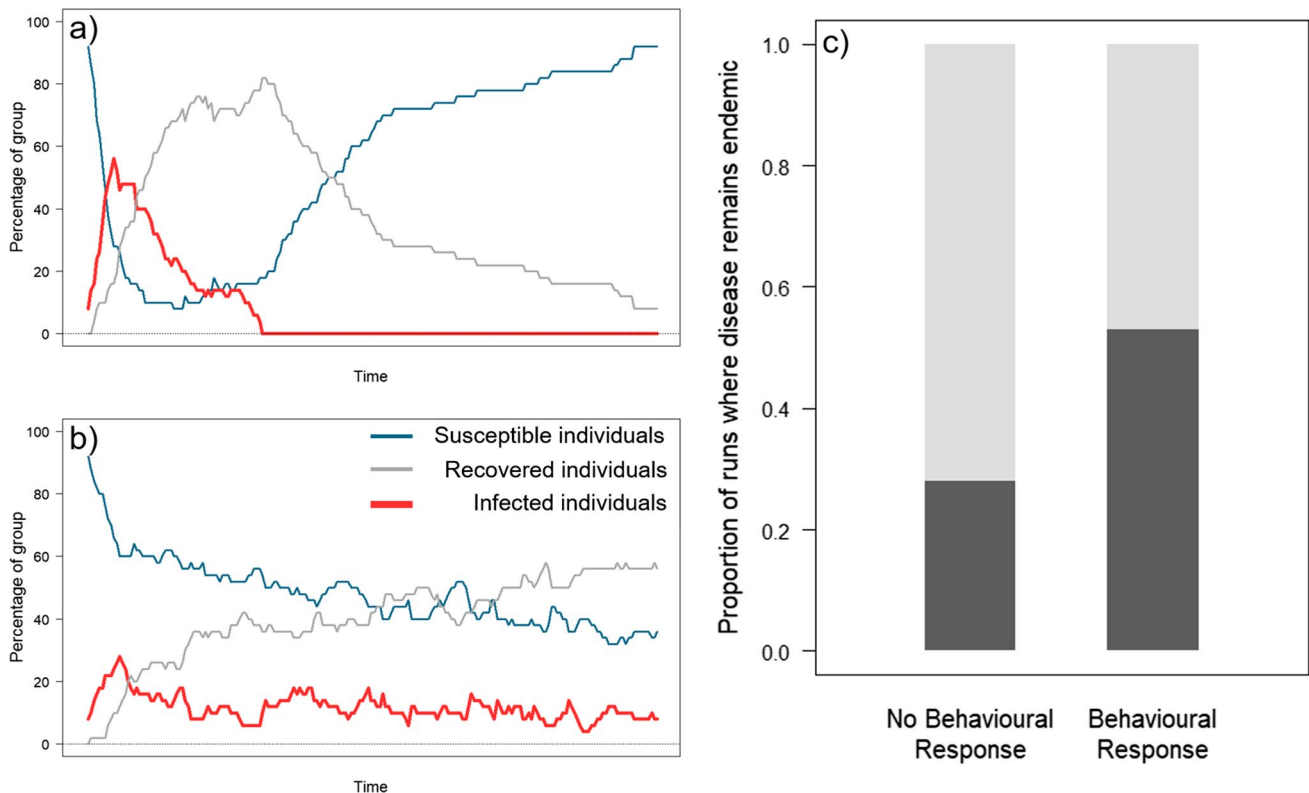 a)
100
80
60
40
20
0
Percentage of group
Time
b)
100
80
60
40
20
0
Percentage of group
Time
Susceptible individuals
Recovered individuals
Infected individuals
c)
1.0
0.8
0.6
0.4
0.2
0.0
Proportion of runs where disease remains endemic
No Behavioural
Response
Behavioural
Response